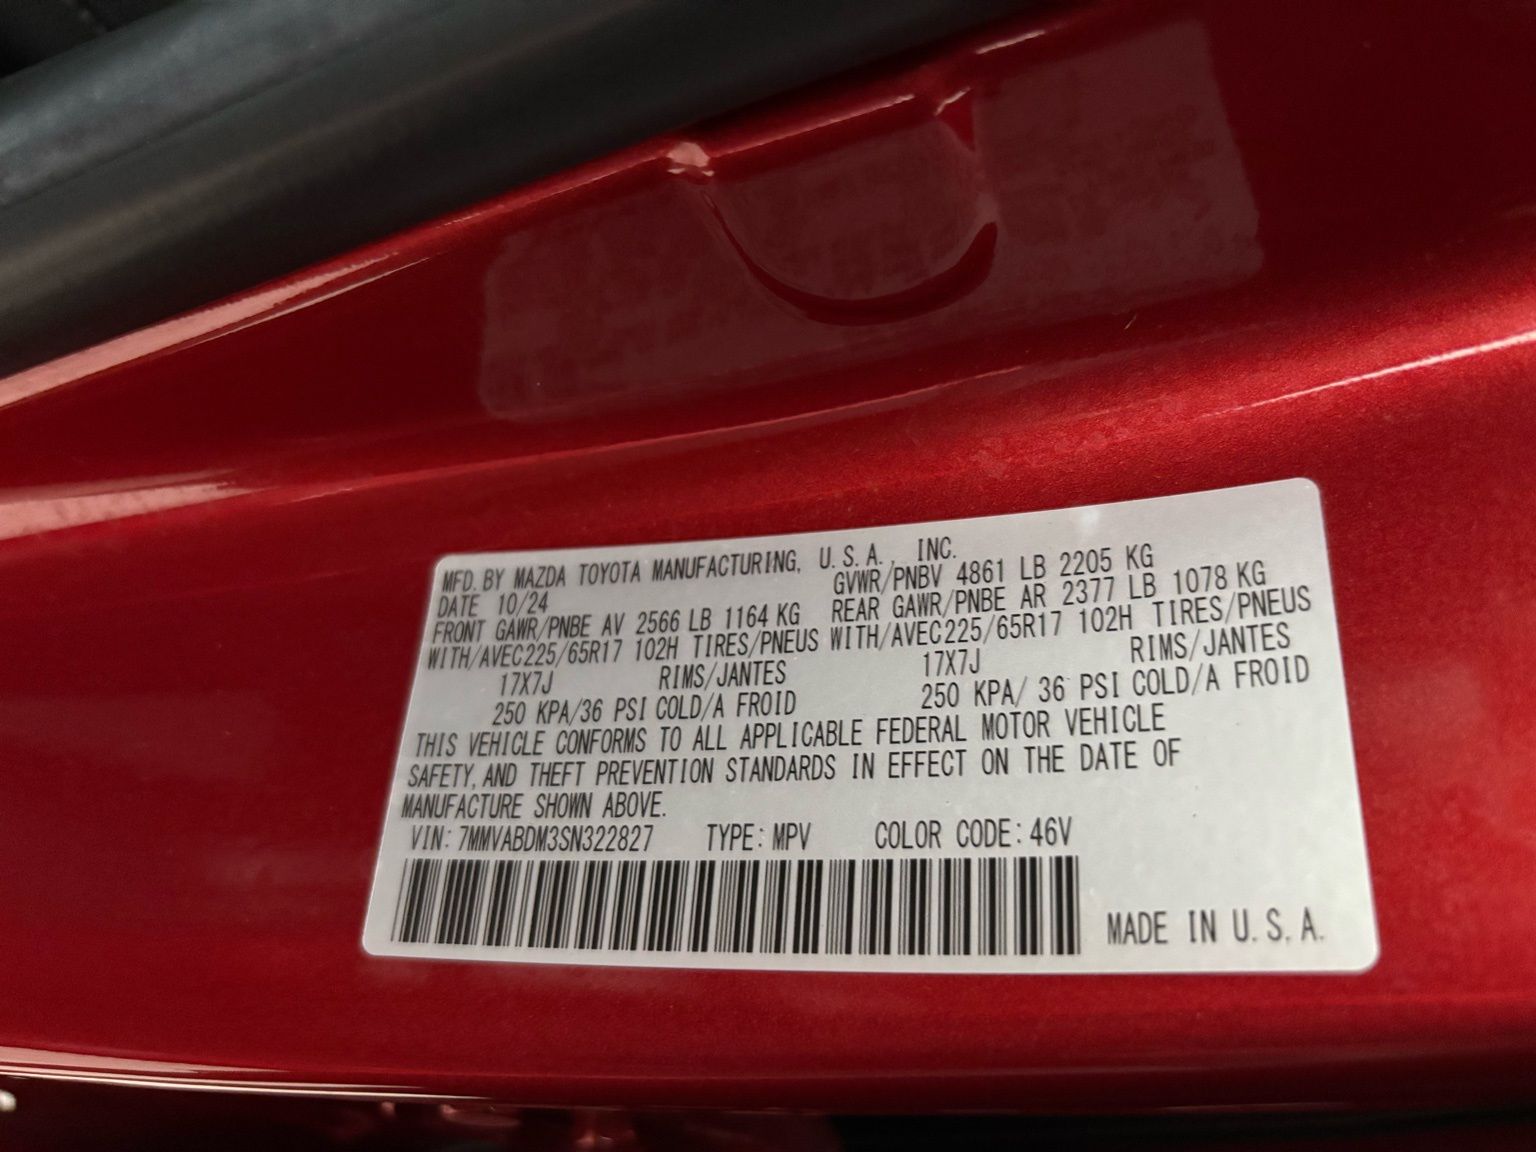 MFD. BY MAZDA TOYOTA MANUFACTURING, U.S.A., INC.
DATE 10/24 GVWR/PNBV 4861 LB 2205 KG
FRONT GAWR/PNBE AV 2566 LB 1164 KG REAR GAWR/PNBE AR 2377 LB 1078 KG
WITH/AVEC225/65R17 102H TIRES/PNEUS WITH/AVEC225/65R17 102H TIRES/PNEUS
17X7J RIMS/JANTES 17X7J RIMS/JANTES
250 KPA/36 PSI COLD/A FROID 250 KPA/ 36 PSI COLD/A FROID
THIS VEHICLE CONFORMS TO ALL APPLICABLE FEDERAL MOTOR VEHICLE
SAFETY, AND THEFT PREVENTION STANDARDS IN EFFECT ON THE DATE OF
MANUFACTURE SHOWN ABOVE.
VIN: 7MMVABDM3SN322827 TYPE: MPV COLOR CODE: 46V
MADE IN U.S.A.